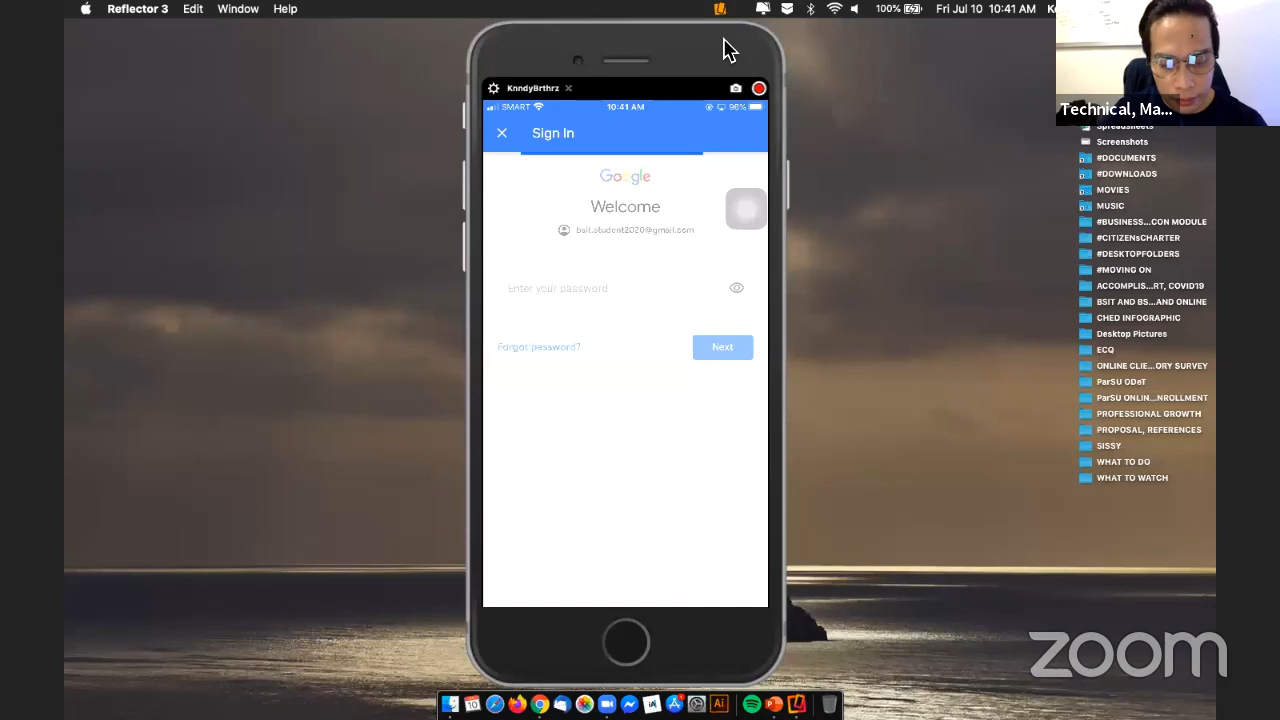 Reflector 3 Edit Window Help 100% Fri Jul 10 10:41 AM
Technical, Ma...
KnndyBrthrz
SMART 10:41 AM 96%
Sign In
Google
Welcome
bsit.student2020@gmail.com
Enter your password
Forgot password?
Next
Spreadsheets
Screenshots
#DOCUMENTS
#DOWNLOADS
MOVIES
MUSIC
#BUSINESS...CON MODULE
#CITIZENsCHARTER
#DESKTOPFOLDERS
#MOVING ON
ACCOMPLIS...RT, COVID19
BSIT AND BS...AND ONLINE
CHED INFOGRAPHIC
Desktop Pictures
ECQ
ONLINE CLIE...ORY SURVEY
ParSU ODeT
ParSU ONLIN...NROLLMENT
PROFESSIONAL GROWTH
PROPOSAL, REFERENCES
SISSY
WHAT TO DO
WHAT TO WATCH
zoom